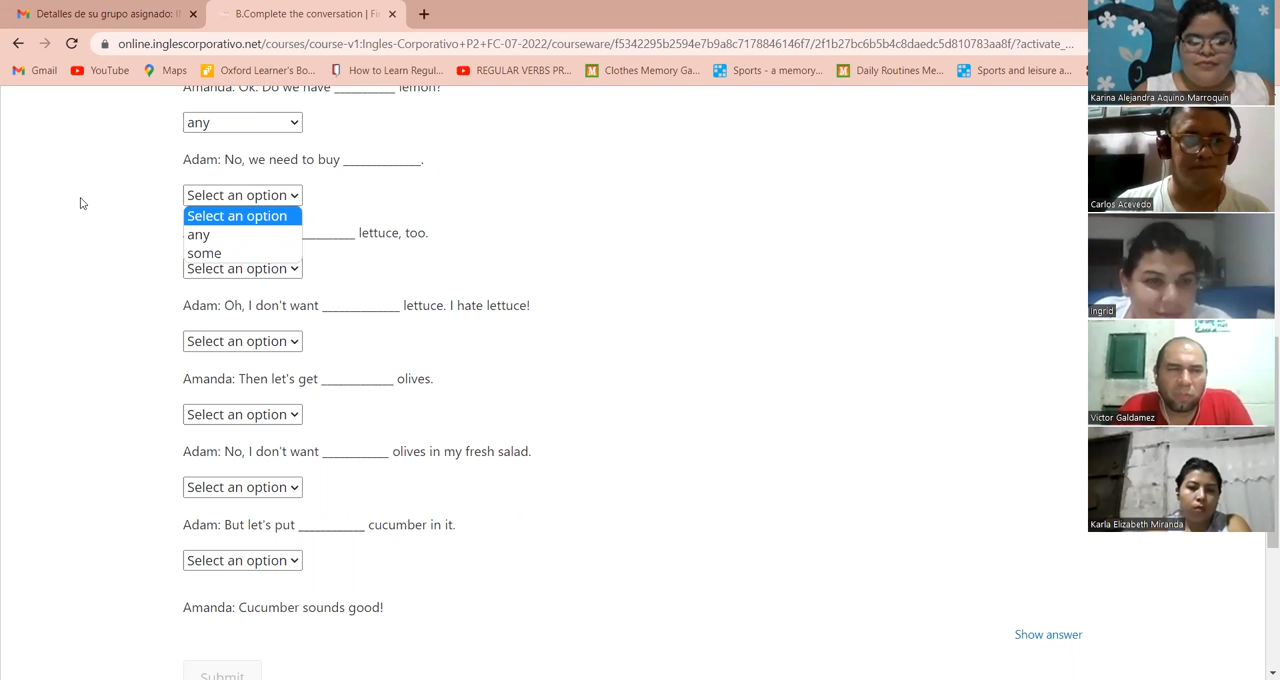 Detalles de su grupo asignado: I
B.Complete the conversation | Fi
online.inglescorporativo.net/courses/course-v1:Ingles-Corporativo+P2+FC-07-2022/courseware/f5342295b2594e7b9a8c7178846146f7/2f1b27bc6b5b4c8daedc5d810783aa8f/?activate_...
Gmail YouTube Maps Oxford Learner's Bo... How to Learn Regul... REGULAR VERBS PR... Clothes Memory Ga... Sports - a memory... Daily Routines Me... Sports and leisure a...
Amanda: Ok. Do we have __________ lemon?
any
Adam: No, we need to buy _____________.
Select an option
Select an option
any
some
_________ lettuce, too.
Select an option
Adam: Oh, I don't want _____________ lettuce. I hate lettuce!
Select an option
Amanda: Then let's get ____________ olives.
Select an option
Adam: No, I don't want ___________ olives in my fresh salad.
Select an option
Adam: But let's put ___________ cucumber in it.
Select an option
Amanda: Cucumber sounds good!
Show answer
Submit
Karina Alejandra Aquino Marroquín
Carlos Acevedo
Ingrid
Victor Galdamez
Karla Elizabeth Miranda